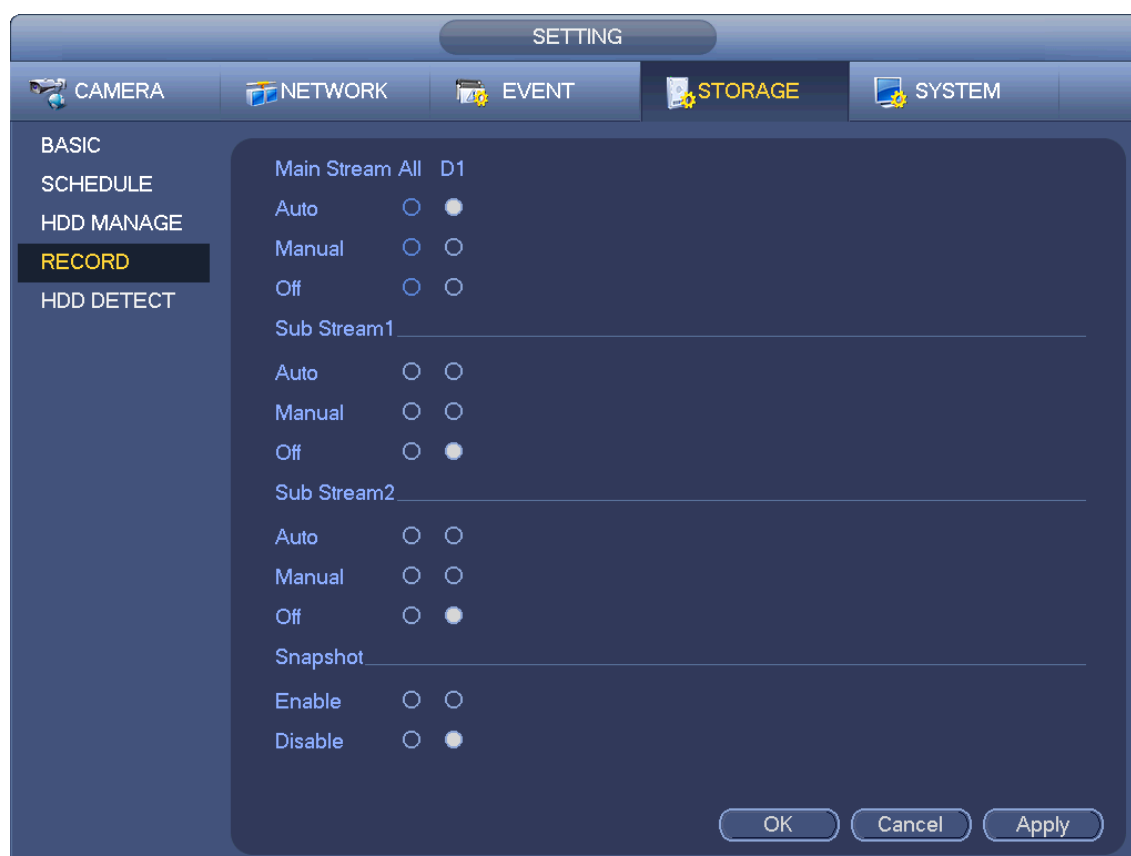 SETTING
CAMERA NETWORK EVENT STORAGE SYSTEM
BASIC
SCHEDULE
HDD MANAGE
RECORD
HDD DETECT
Main Stream All D1
Auto
Manual
Off
Sub Stream1
Auto
Manual
Off
Sub Stream2
Auto
Manual
Off
Snapshot
Enable
Disable
OK Cancel Apply